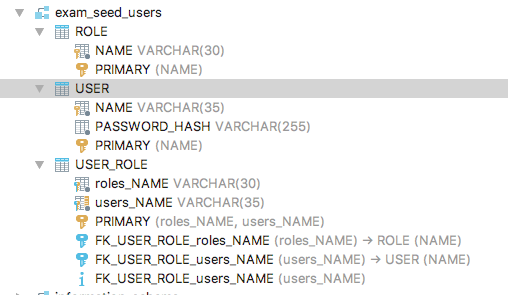 exam_seed_users
ROLE
NAME VARCHAR(30)
PRIMARY (NAME)
USER
NAME VARCHAR(35)
PASSWORD_HASH VARCHAR(255)
PRIMARY (NAME)
USER_ROLE
roles_NAME VARCHAR(30)
users_NAME VARCHAR(35)
PRIMARY (roles_NAME, users_NAME)
FK_USER_ROLE_roles_NAME (roles_NAME) → ROLE (NAME)
FK_USER_ROLE_users_NAME (users_NAME) → USER (NAME)
FK_USER_ROLE_users_NAME (users_NAME)